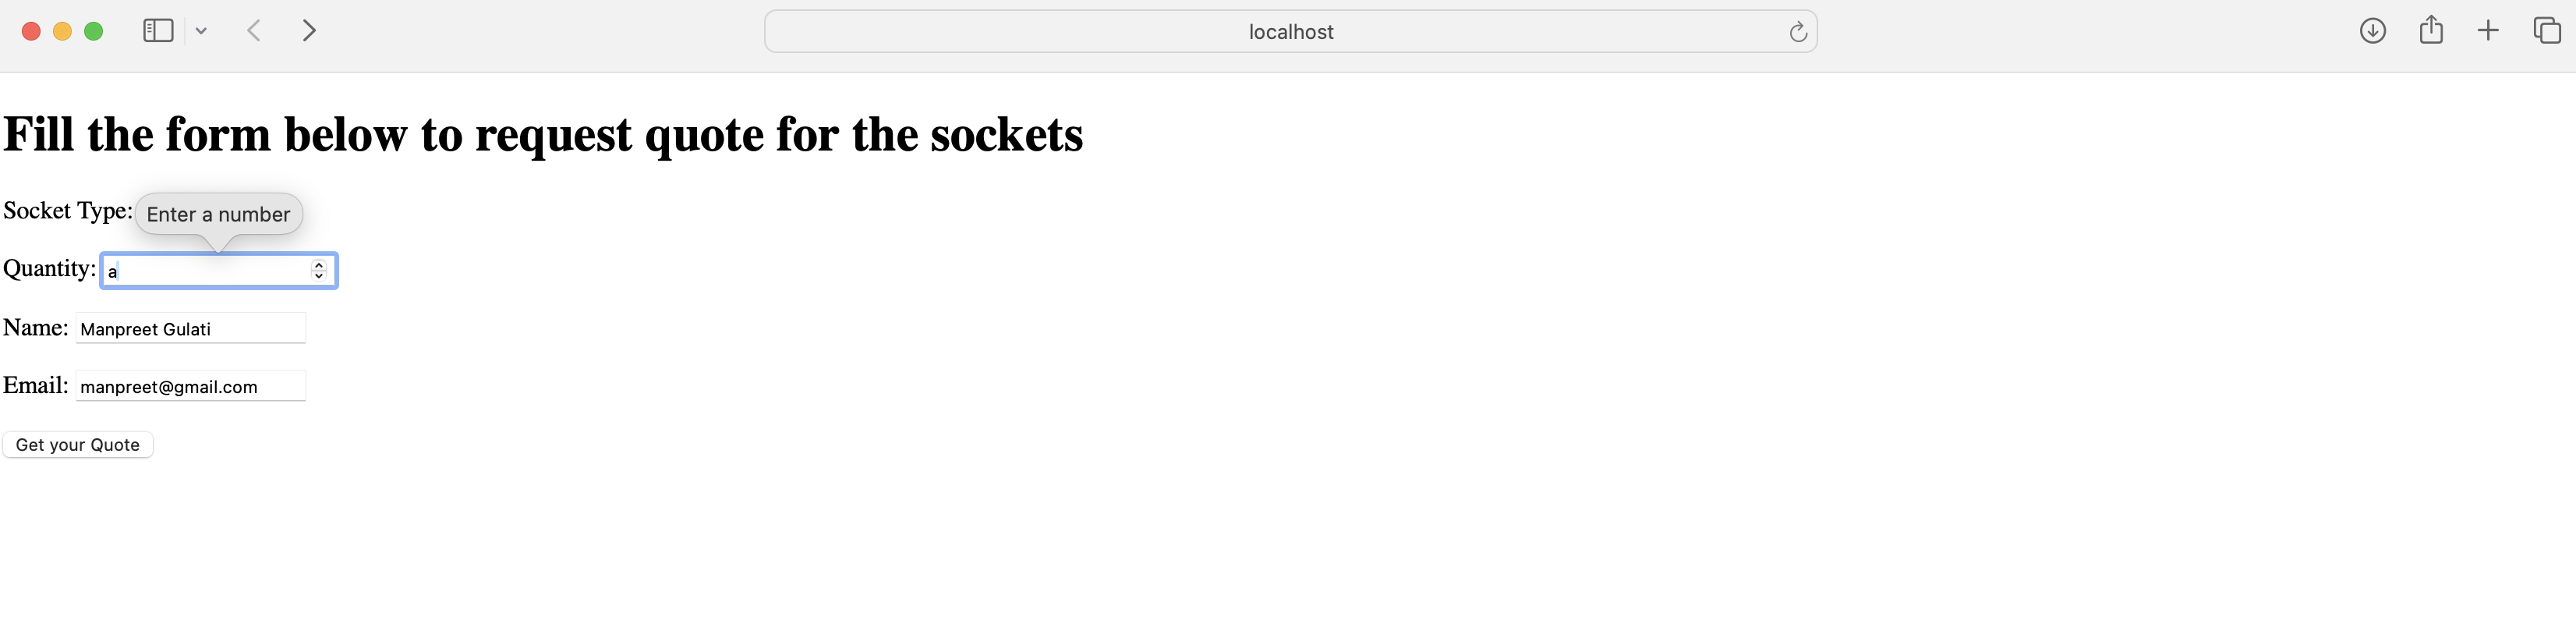 localhost
Fill the form below to request quote for the sockets
Socket Type:
Enter a number
Quantity: a
Name: Manpreet Gulati
Email: manpreet@gmail.com
Get your Quote